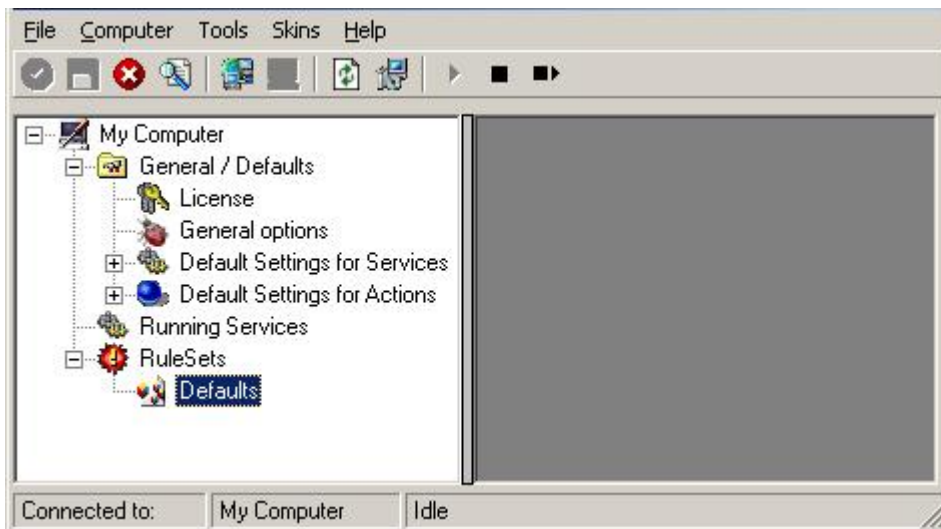 File Computer Tools Skins Help
My Computer
General / Defaults
License
General options
Default Settings for Services
Default Settings for Actions
Running Services
RuleSets
Defaults
Connected to: My Computer Idle